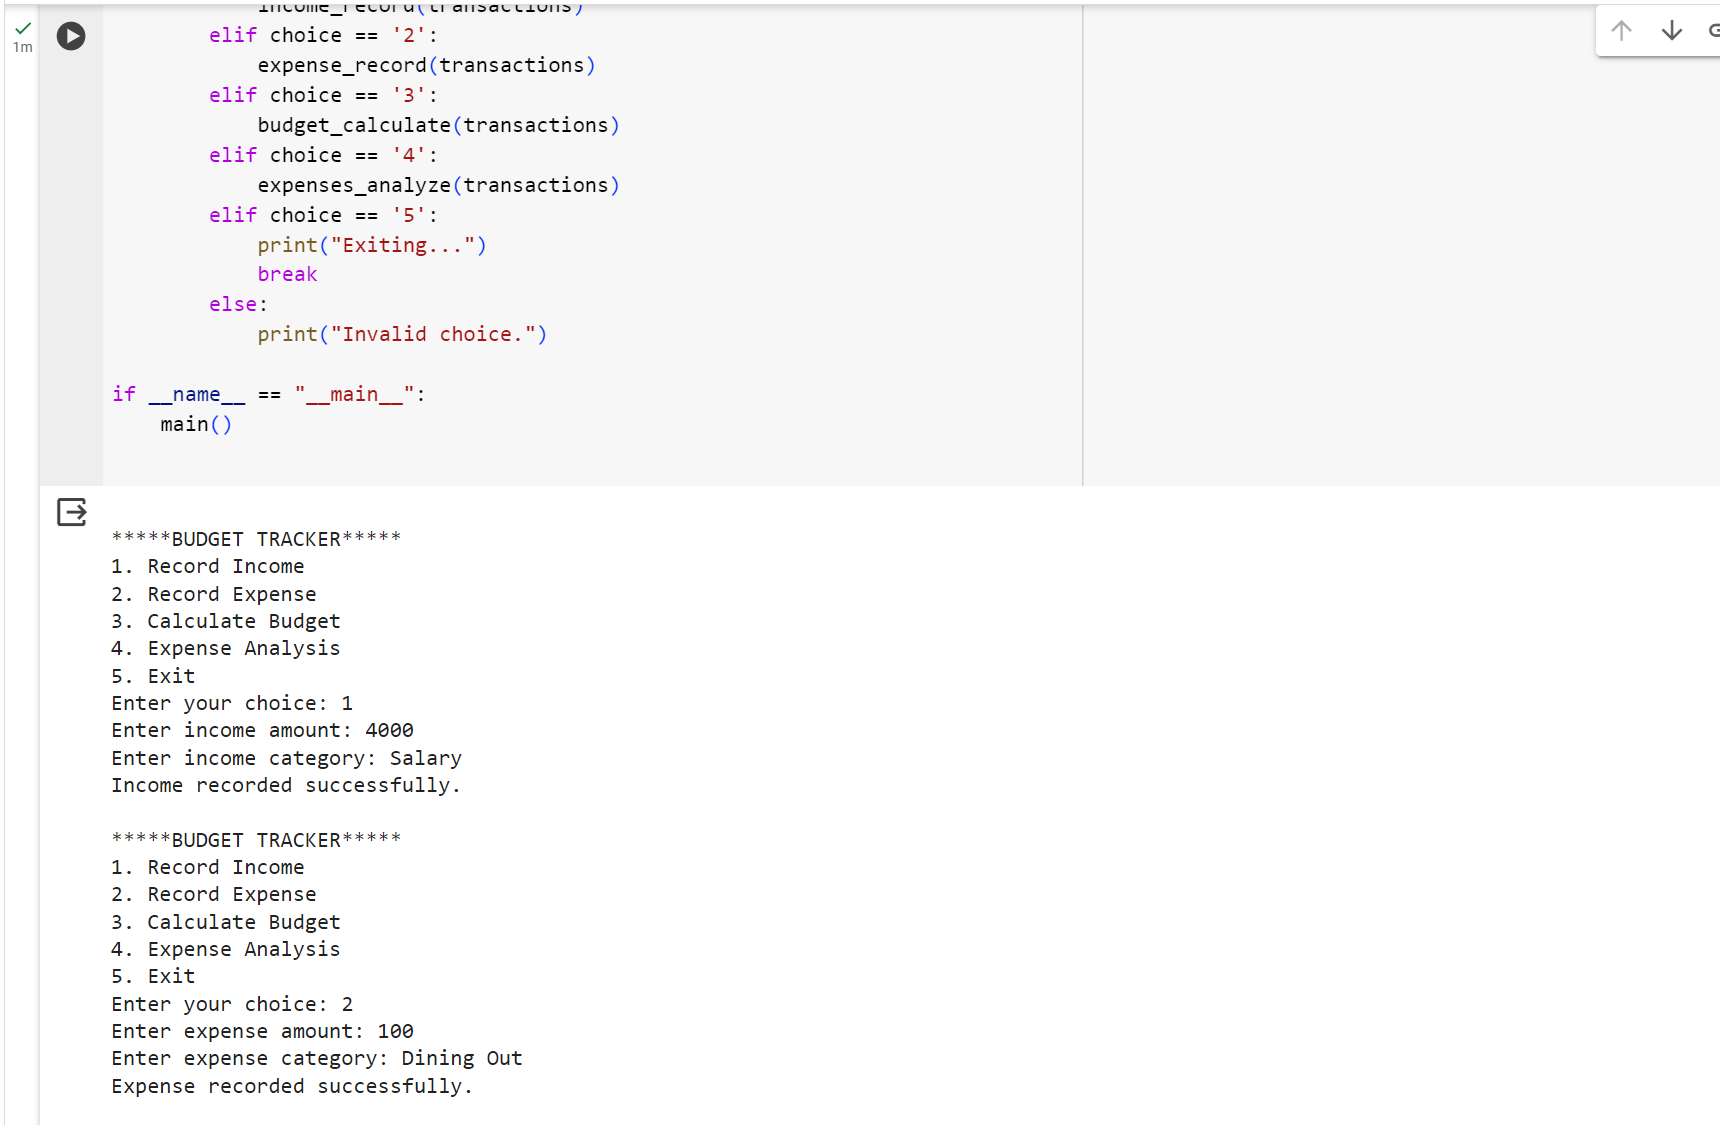 income_record(transactions)
1m
elif choice == '2':
expense_record(transactions)
elif choice == '3':
budget_calculate(transactions)
elif choice == '4':
expenses_analyze(transactions)
elif choice == '5':
print("Exiting...")
break
else:
print("Invalid choice.")
if __name__ == "__main__":
main()
*****BUDGET TRACKER*****
1. Record Income
2. Record Expense
3. Calculate Budget
4. Expense Analysis
5. Exit
Enter your choice: 1
Enter income amount: 4000
Enter income category: Salary
Income recorded successfully.
*****BUDGET TRACKER*****
1. Record Income
2. Record Expense
3. Calculate Budget
4. Expense Analysis
5. Exit
Enter your choice: 2
Enter expense amount: 100
Enter expense category: Dining Out
Expense recorded successfully.